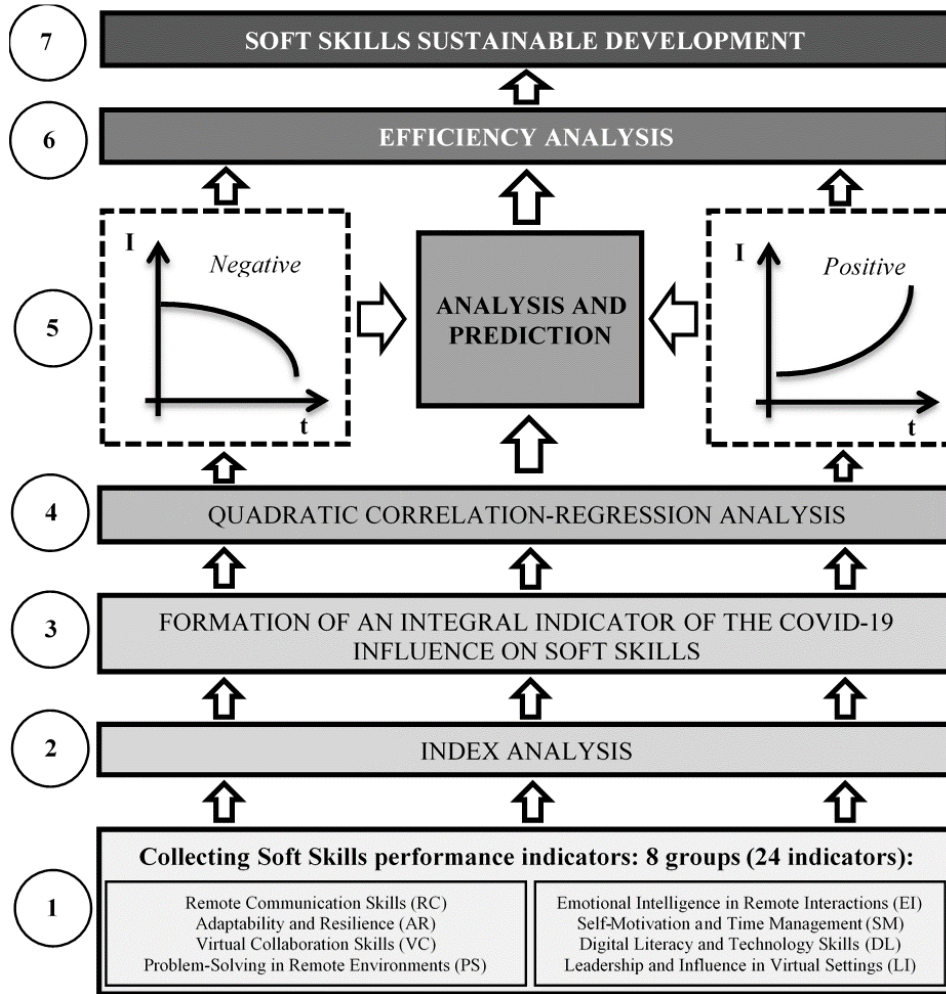 7
SOFT SKILLS SUSTAINABLE DEVELOPMENT
6
EFFICIENCY ANALYSIS
5
I
Negative
t
ANALYSIS AND
PREDICTION
I
Positive
t
4
QUADRATIC CORRELATION-REGRESSION ANALYSIS
3
FORMATION OF AN INTEGRAL INDICATOR OF THE COVID-19
INFLUENCE ON SOFT SKILLS
2
INDEX ANALYSIS
1
Collecting Soft Skills performance indicators: 8 groups (24 indicators):
Remote Communication Skills (RC)
Adaptability and Resilience (AR)
Virtual Collaboration Skills (VC)
Problem-Solving in Remote Environments (PS)
Emotional Intelligence in Remote Interactions (EI)
Self-Motivation and Time Management (SM)
Digital Literacy and Technology Skills (DL)
Leadership and Influence in Virtual Settings (LI)